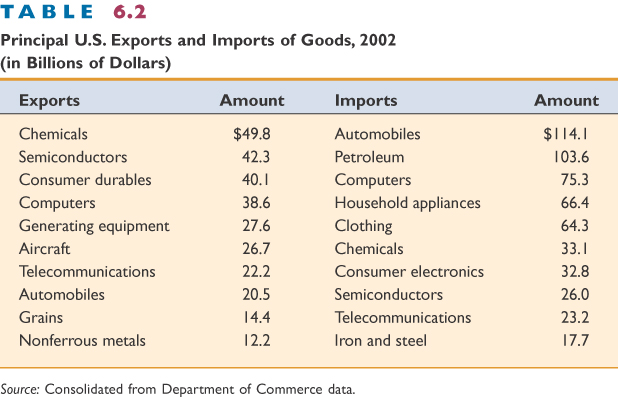 TABLE 6.2
Principal U.S. Exports and Imports of Goods, 2002
(in Billions of Dollars)
Exports Amount Imports Amount
Chemicals $49.8 Automobiles $114.1
Semiconductors 42.3 Petroleum 103.6
Consumer durables 40.1 Computers 75.3
Computers 38.6 Household appliances 66.4
Generating equipment 27.6 Clothing 64.3
Aircraft 26.7 Chemicals 33.1
Telecommunications 22.2 Consumer electronics 32.8
Automobiles 20.5 Semiconductors 26.0
Grains 14.4 Telecommunications 23.2
Nonferrous metals 12.2 Iron and steel 17.7
Source: Consolidated from Department of Commerce data.